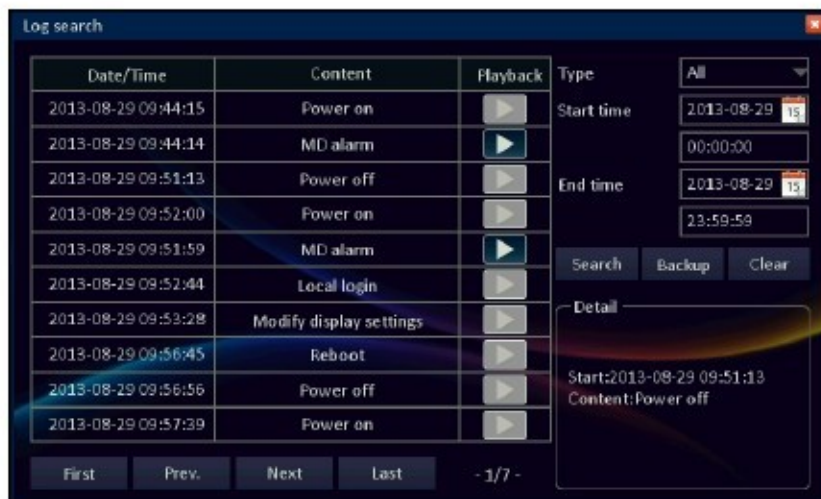 Log search
Date/Time Content Playback
2013-08-29 09:44:15 Power on
2013-08-29 09:44:14 MD alarm
2013-08-29 09:51:13 Power off
2013-08-29 09:52:00 Power on
2013-08-29 09:51:59 MD alarm
2013-08-29 09:52:44 Local login
2013-08-29 09:53:28 Modify display settings
2013-08-29 09:56:45 Reboot
2013-08-29 09:56:56 Power off
2013-08-29 09:57:39 Power on
First Prev. Next Last - 1/7 -
Type All
Start time 2013-08-29 15
00:00:00
End time 2013-08-29 15
23:59:59
Search Backup Clear
Detail
Start:2013-08-29 09:51:13
Content:Power off